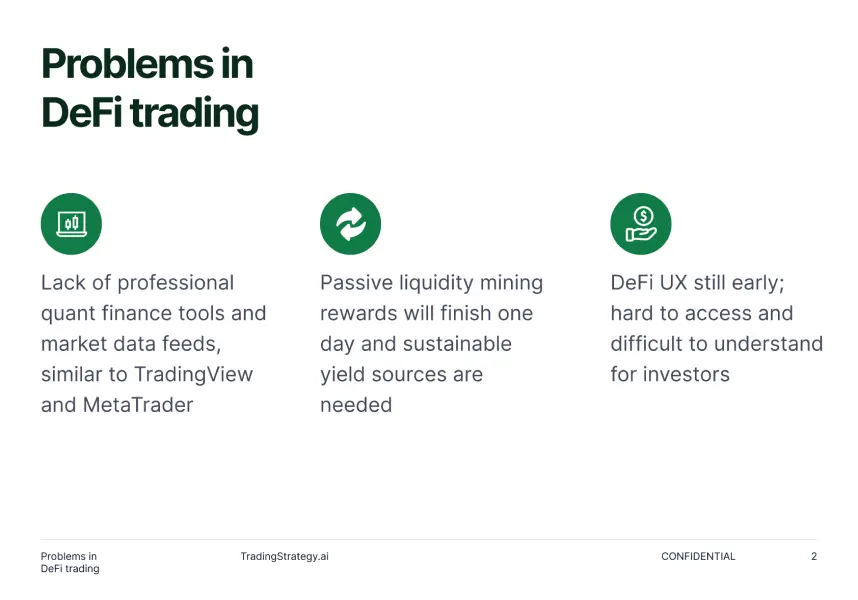 Problems in
DeFi trading
Lack of professional
quant finance tools and
market data feeds,
similar to TradingView
and MetaTrader
Passive liquidity mining
rewards will finish one
day and sustainable
yield sources are
needed
DeFi UX still early;
hard to access and
difficult to understand
for investors
Problems in
DeFi trading
TradingStrategy.ai
CONFIDENTIAL
2